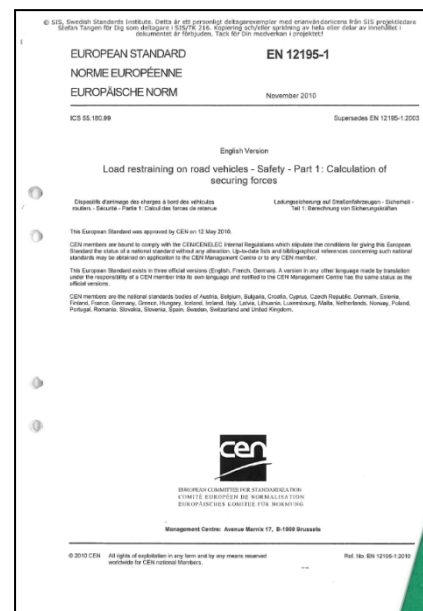 © SIS, Swedish Standards Institute. Detta är ett personligt deltagarexemplar med enanvändarlicens från SIS projektledare
Stefan Tangen för Dig som deltagare i SIS/TK 216. Kopiering och/eller spridning av hela eller delar av innehållet i
dokumentet är förbjuden. Tack för Din medverkan i projektet!
EUROPEAN STANDARD
NORME EUROPÉENNE
EUROPÄISCHE NORM
EN 12195-1
November 2010
ICS 55.180.99
Supersedes EN 12195-1:2003
English Version
Load restraining on road vehicles - Safety - Part 1: Calculation of
securing forces
Dispositifs d'arrimage des charges à bord des véhicules
routiers - Sécurité - Partie 1: Calcul des forces de retenue
Ladungssicherung auf Straßenfahrzeugen - Sicherheit -
Teil 1: Berechnung von Sicherungskräften
This European Standard was approved by CEN on 12 May 2010.
CEN members are bound to comply with the CEN/CENELEC Internal Regulations which stipulate the conditions for giving this European
Standard the status of a national standard without any alteration. Up-to-date lists and bibliographical references concerning such national
standards may be obtained on application to the CEN Management Centre or to any CEN member.
This European Standard exists in three official versions (English, French, German). A version in any other language made by translation
under the responsibility of a CEN member into its own language and notified to the CEN Management Centre has the same status as the
official versions.
CEN members are the national standards bodies of Austria, Belgium, Bulgaria, Croatia, Cyprus, Czech Republic, Denmark, Estonia,
Finland, France, Germany, Greece, Hungary, Iceland, Ireland, Italy, Latvia, Lithuania, Luxembourg, Malta, Netherlands, Norway, Poland,
Portugal, Romania, Slovakia, Slovenia, Spain, Sweden, Switzerland and United Kingdom.
cen
EUROPEAN COMMITTEE FOR STANDARDIZATION
COMITÉ EUROPÉEN DE NORMALISATION
EUROPÄISCHES KOMITEE FÜR NORMUNG
Management Centre: Avenue Marnix 17, B-1000 Brussels
© 2010 CEN
All rights of exploitation in any form and by any means reserved
worldwide for CEN national Members.
Ref. No. EN 12195-1:2010